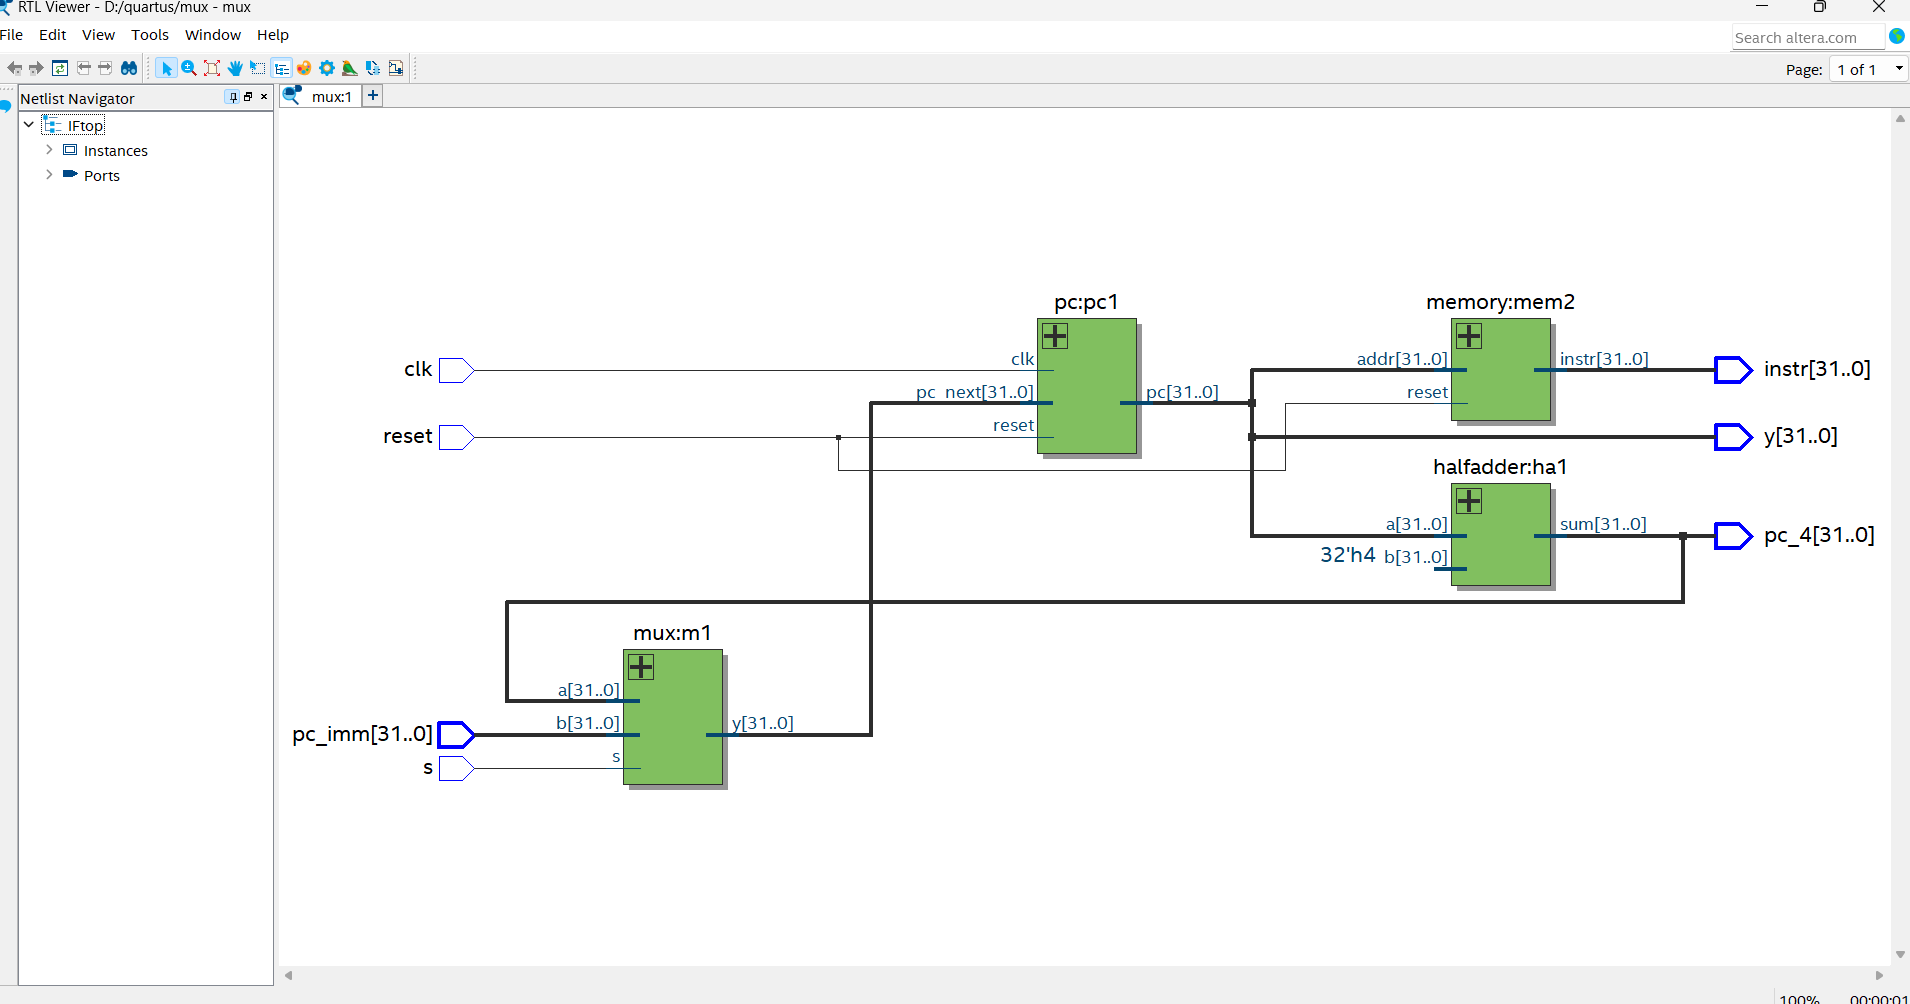 RTL Viewer - D:/quartus/mux - mux
File Edit View Tools Window Help
Search altera.com
Page: 1 of 1
Netlist Navigator
mux:1
IFtop
Instances
Ports
pc:pc1
memory:mem2
clk
clk
addr[31..0]
instr[31..0]
instr[31..0]
pc_next[31..0]
pc[31..0]
reset
reset
reset
y[31..0]
halfadder:ha1
a[31..0]
sum[31..0]
pc_4[31..0]
32'h4 b[31..0]
mux:m1
a[31..0]
pc_imm[31..0]
b[31..0]
y[31..0]
s
s
100% 00:00:01